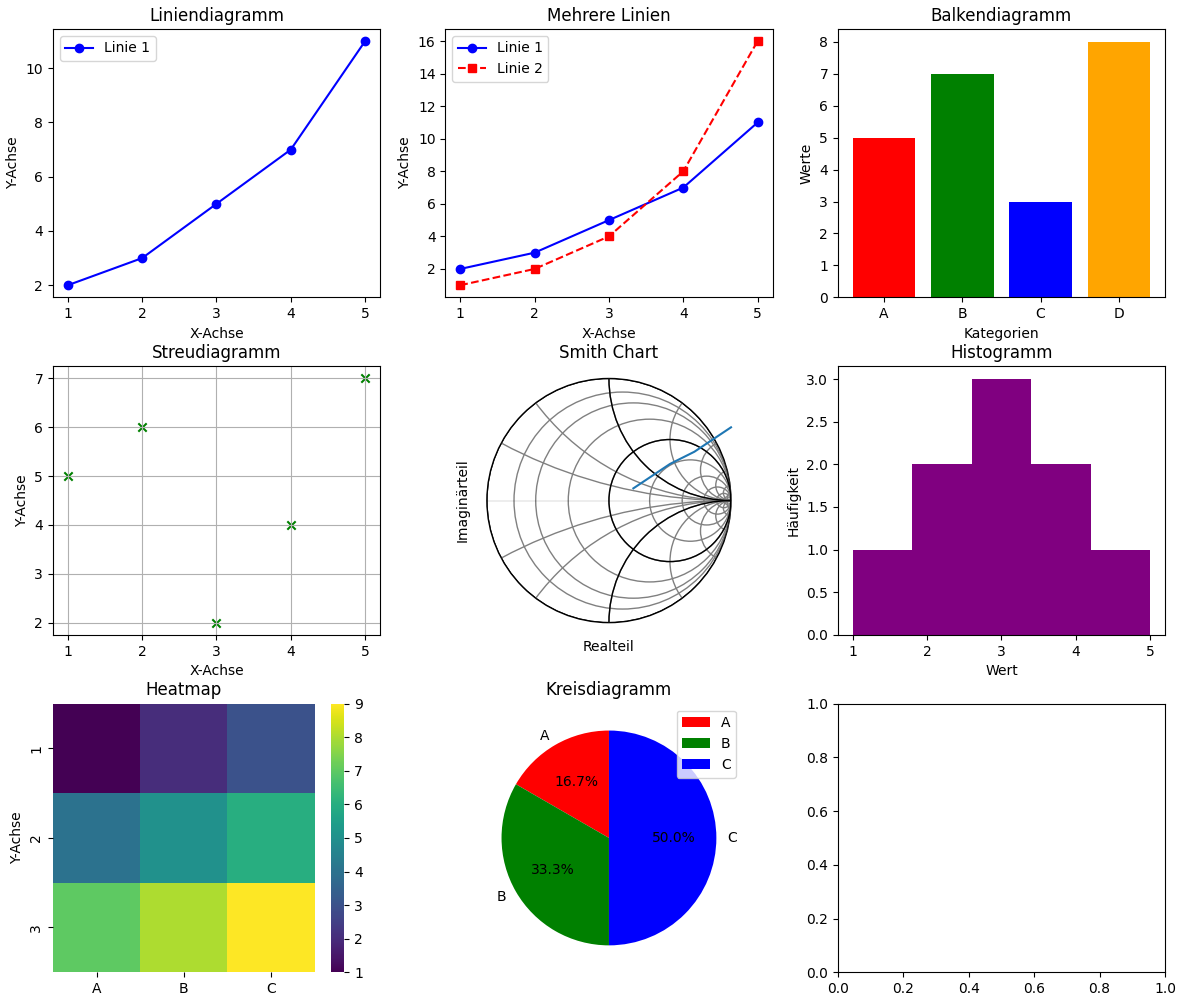 Liniendiagramm
Linie 1
10
8
6
4
2
Y-Achse
1 2 3 4 5
X-Achse
Mehrere Linien
Linie 1
Linie 2
16
14
12
10
8
6
4
2
Y-Achse
1 2 3 4 5
X-Achse
Balkendiagramm
8
7
6
5
4
3
2
1
0
Werte
A B C D
Kategorien
Streudiagramm
7
6
5
4
3
2
Y-Achse
1 2 3 4 5
X-Achse
Smith Chart
Imaginärteil
Realteil
Histogramm
3.0
2.5
2.0
1.5
1.0
0.5
0.0
Häufigkeit
1 2 3 4 5
Wert
Heatmap
1
2
3
Y-Achse
A B C
9
8
7
6
5
4
3
2
1
Kreisdiagramm
A
B
C
A
16.7%
50.0%
C
33.3%
B
1.0
0.8
0.6
0.4
0.2
0.0
0.0 0.2 0.4 0.6 0.8 1.0